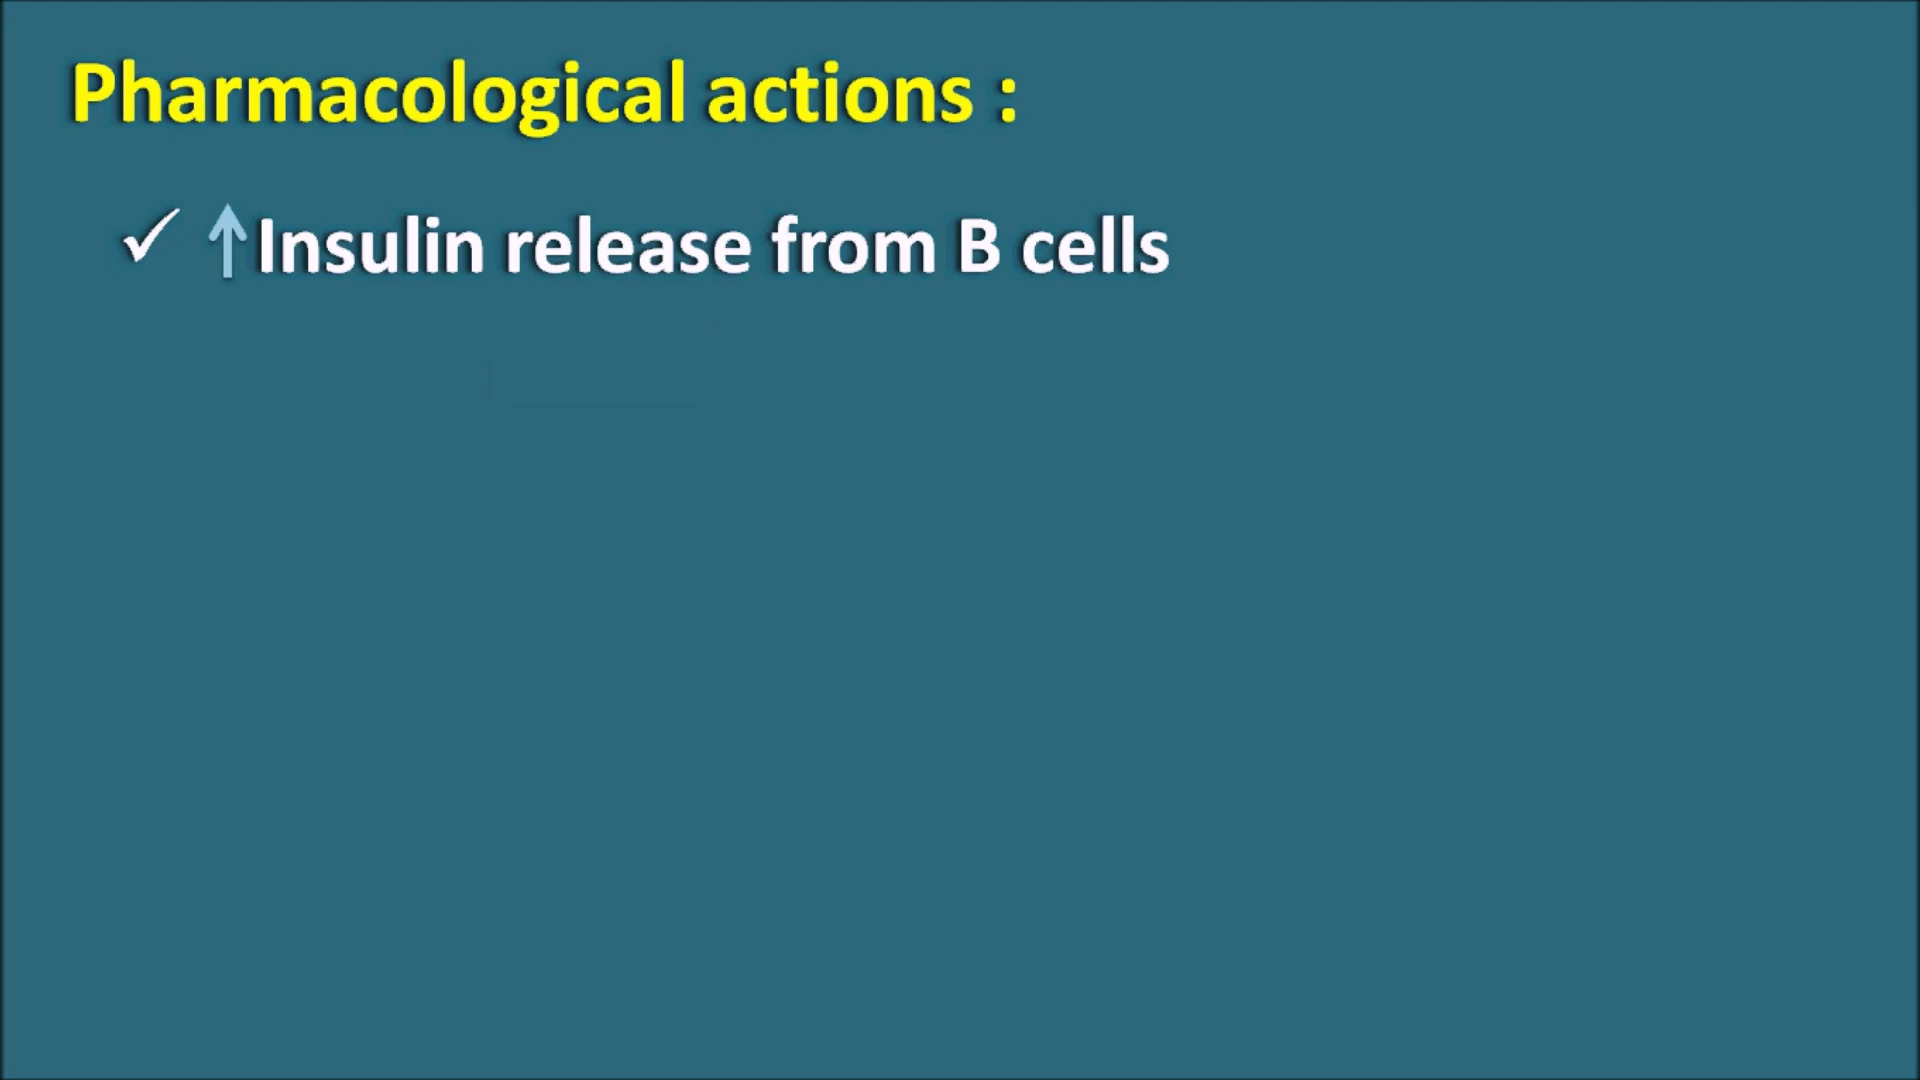 Pharmacological actions :
✓ ↑Insulin release from B cells